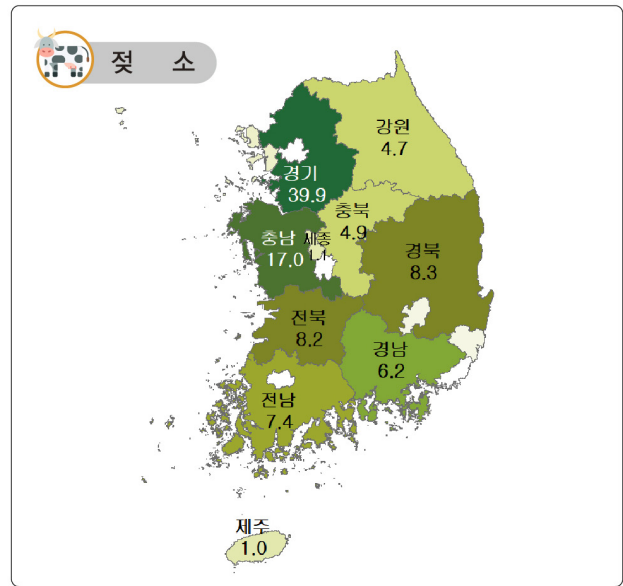 젖 소
강원
4.7
경기
39.9
충북
4.9
세종
1.1
충남
17.0
경북
8.3
전북
8.2
경남
6.2
전남
7.4
제주
1.0